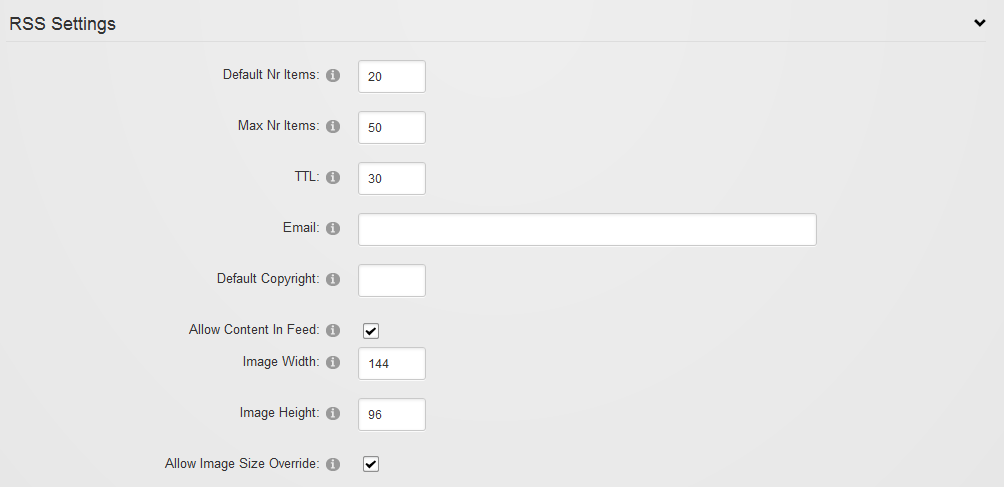 RSS Settings
Default Nr Items: 20
Max Nr Items: 50
TTL: 30
Email:
Default Copyright:
Allow Content In Feed:
Image Width: 144
Image Height: 96
Allow Image Size Override: